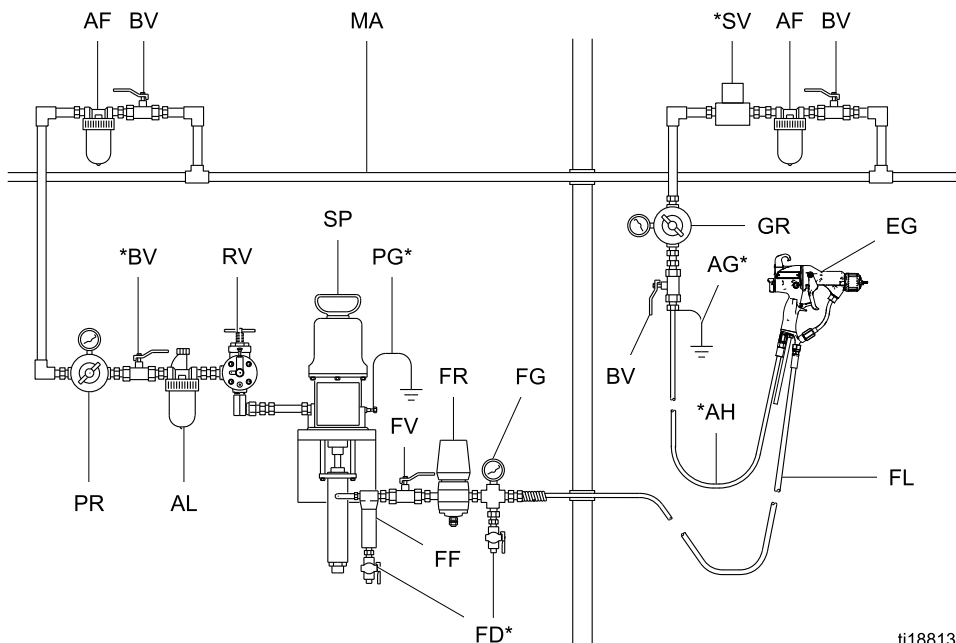 AF BV MA *SV AF BV
SP GR EG
*BV RV PG* AG*
FR FG BV
FV *AH
PR AL FL
FF
FD*
ti18813